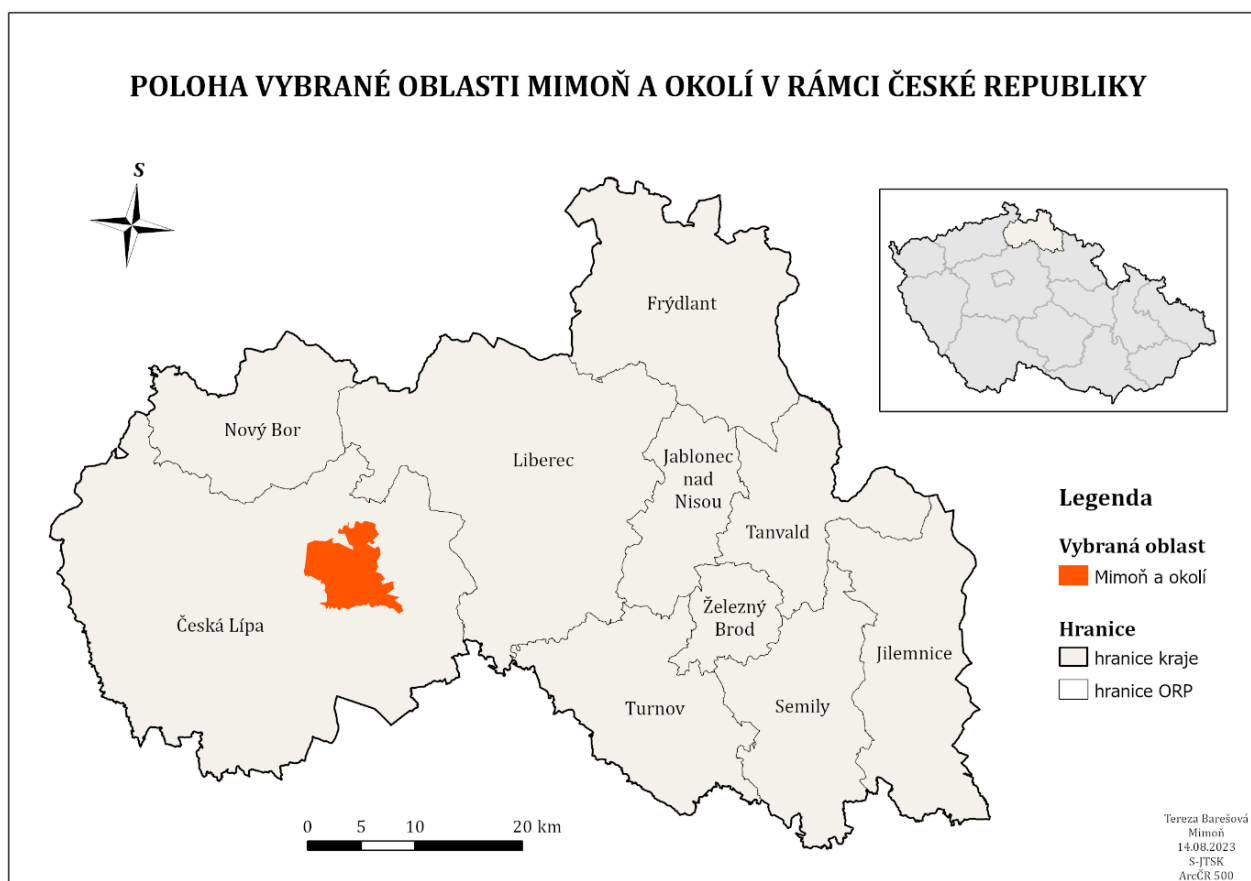 POLOHA VYBRANÉ OBLASTI MIMOŇ A OKOLÍ V RÁMCI ČESKÉ REPUBLIKY
S
Frýdlant
Nový Bor
Liberec
Jablonec
nad
Nisou
Tanvald
Česká Lípa
Železný
Brod
Jilemnice
Turnov
Semily
Legenda
Vybraná oblast
Mimoň a okolí
Hranice
hranice kraje
hranice ORP
0 5 10 20 km
Tereza Barešová
Mimoň
14.08.2023
S-JTSK
ArcČR 500